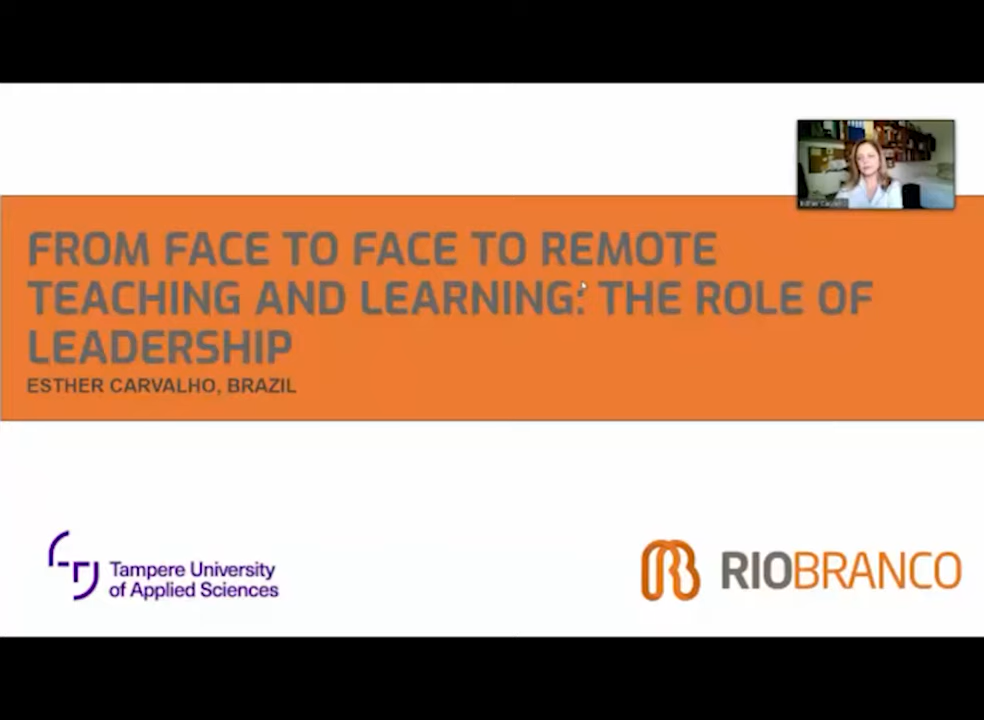 FROM FACE TO FACE TO REMOTE
TEACHING AND LEARNING: THE ROLE OF
LEADERSHIP
ESTHER CARVALHO, BRAZIL
Tampere University
of Applied Sciences
RIOBRANCO